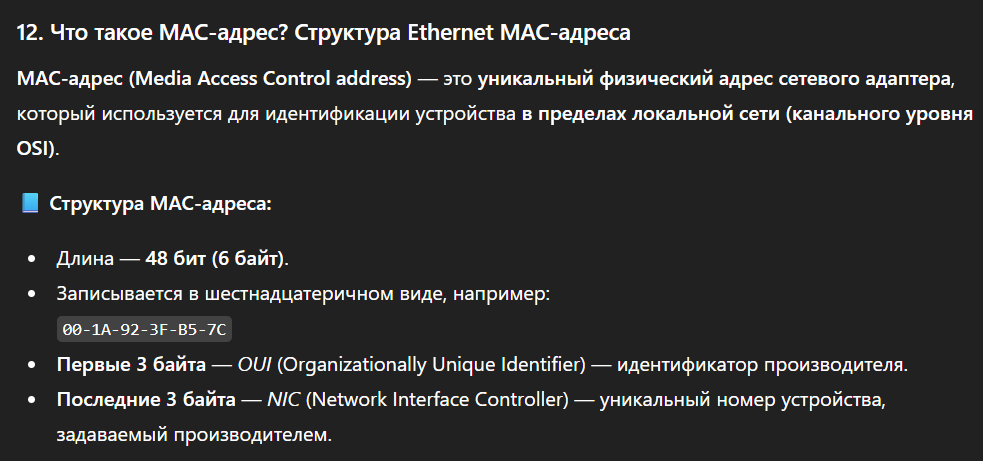 12. Что такое MAC-адрес? Структура Ethernet MAC-адреса
MAC-адрес (Media Access Control address) — это уникальный физический адрес сетевого адаптера,
который используется для идентификации устройства в пределах локальной сети (канального уровня
OSI).
📘 Структура MAC-адреса:
• Длина — 48 бит (6 байт).
• Записывается в шестнадцатеричном виде, например:
00-1A-92-3F-B5-7C
• Первые 3 байта — OUI (Organizationally Unique Identifier) — идентификатор производителя.
• Последние 3 байта — NIC (Network Interface Controller) — уникальный номер устройства,
задаваемый производителем.